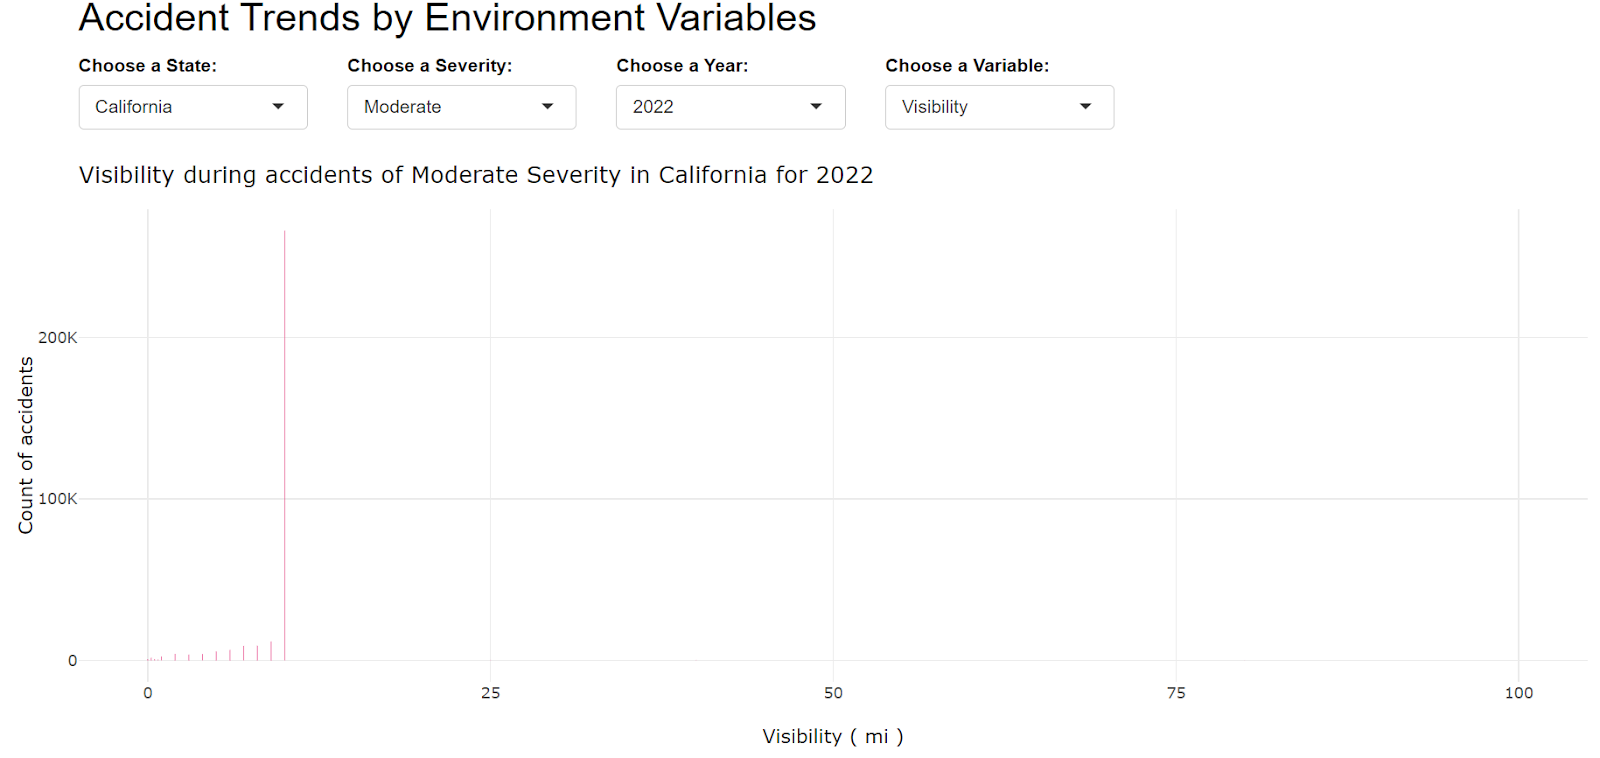 Accident Trends by Environment Variables
Choose a State: Choose a Severity: Choose a Year: Choose a Variable:
California Moderate 2022 Visibility
Visibility during accidents of Moderate Severity in California for 2022
200K
Count of accidents
100K
0
0 25 50 75 100
Visibility ( mi )